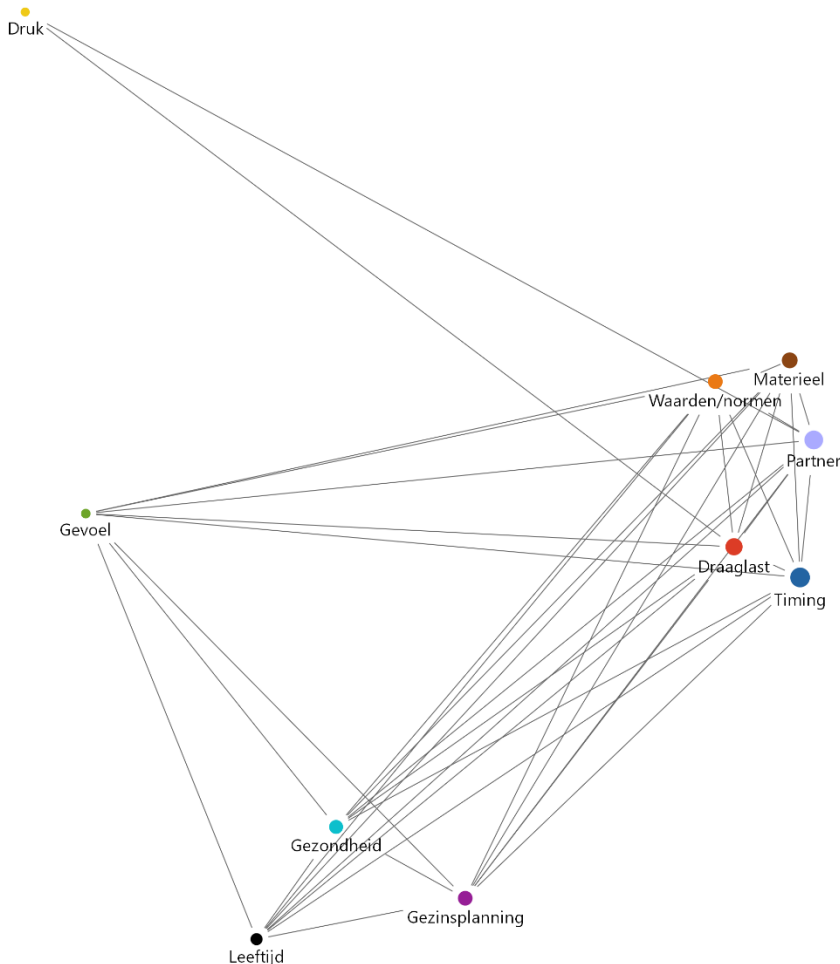 Druk
Materieel
Waarden/normen
Partner
Gevoel
Draaglast
Timing
Gezondheid
Gezinsplanning
Leeftijd